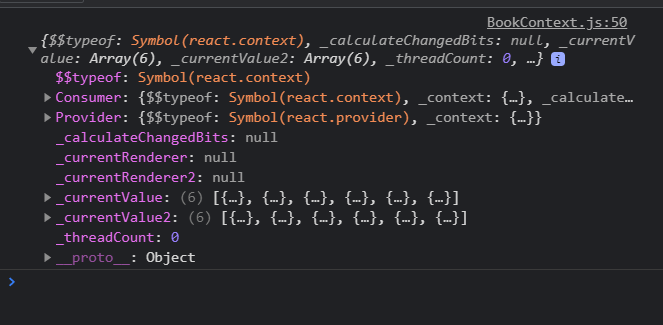 BookContext.js:50
{$$typeof: Symbol(react.context), _calculateChangedBits: null, _currentV
alue: Array(6), _currentValue2: Array(6), _threadCount: 0, …} i
$$typeof: Symbol(react.context)
Consumer: {$$typeof: Symbol(react.context), _context: {…}, _calculate…
Provider: {$$typeof: Symbol(react.provider), _context: {…}}
_calculateChangedBits: null
_currentRenderer: null
_currentRenderer2: null
_currentValue: (6) [{…}, {…}, {…}, {…}, {…}, {…}]
_currentValue2: (6) [{…}, {…}, {…}, {…}, {…}, {…}]
_threadCount: 0
__proto__: Object